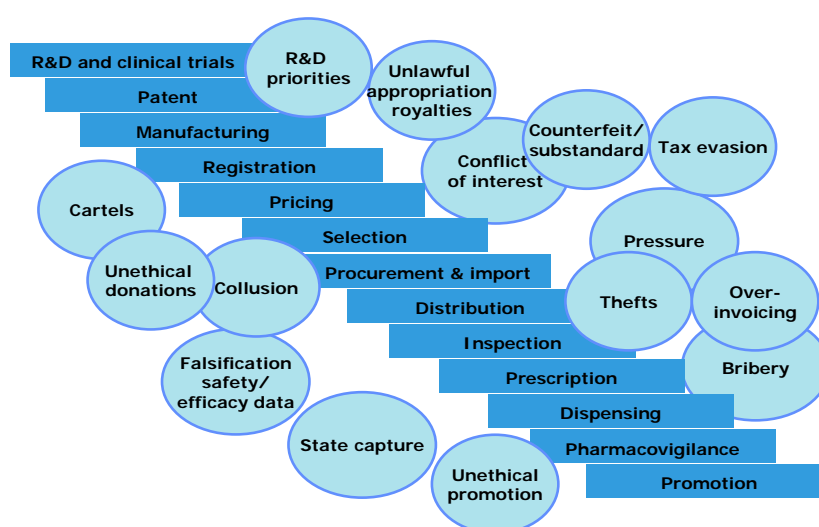 R&D and clinical trials
R&D
priorities
Patent
Unlawful
appropriation
royalties
Manufacturing
Counterfeit/
substandard
Tax evasion
Registration
Conflict
of interest
Cartels
Pricing
Selection
Pressure
Unethical
donations
Collusion
Procurement & import
Distribution
Thefts
Over-
invoicing
Inspection
Falsification
safety/
efficacy data
Prescription
Bribery
Dispensing
State capture
Pharmacovigilance
Unethical
promotion
Promotion